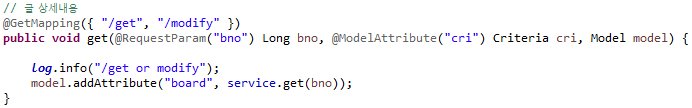 // 글 상세내용
@GetMapping({ "/get", "/modify" })
public void get(@RequestParam("bno") Long bno, @ModelAttribute("cri") Criteria cri, Model model) {
log.info("/get or modify");
model.addAttribute("board", service.get(bno));
}